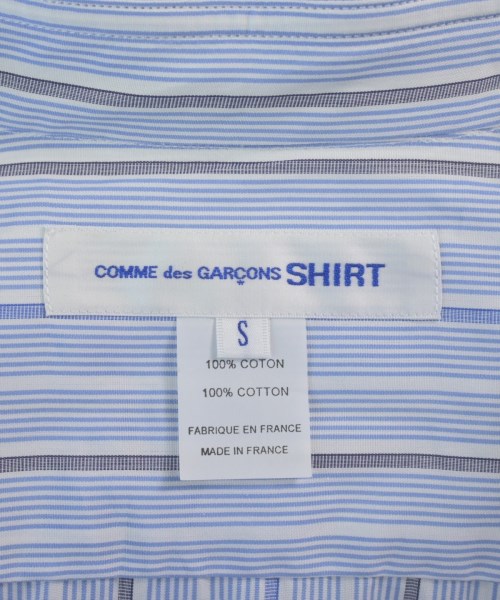 COMME des GARÇONS SHIRT
S
100% COTON
100% COTTON
FABRIQUE EN FRANCE
MADE IN FRANCE